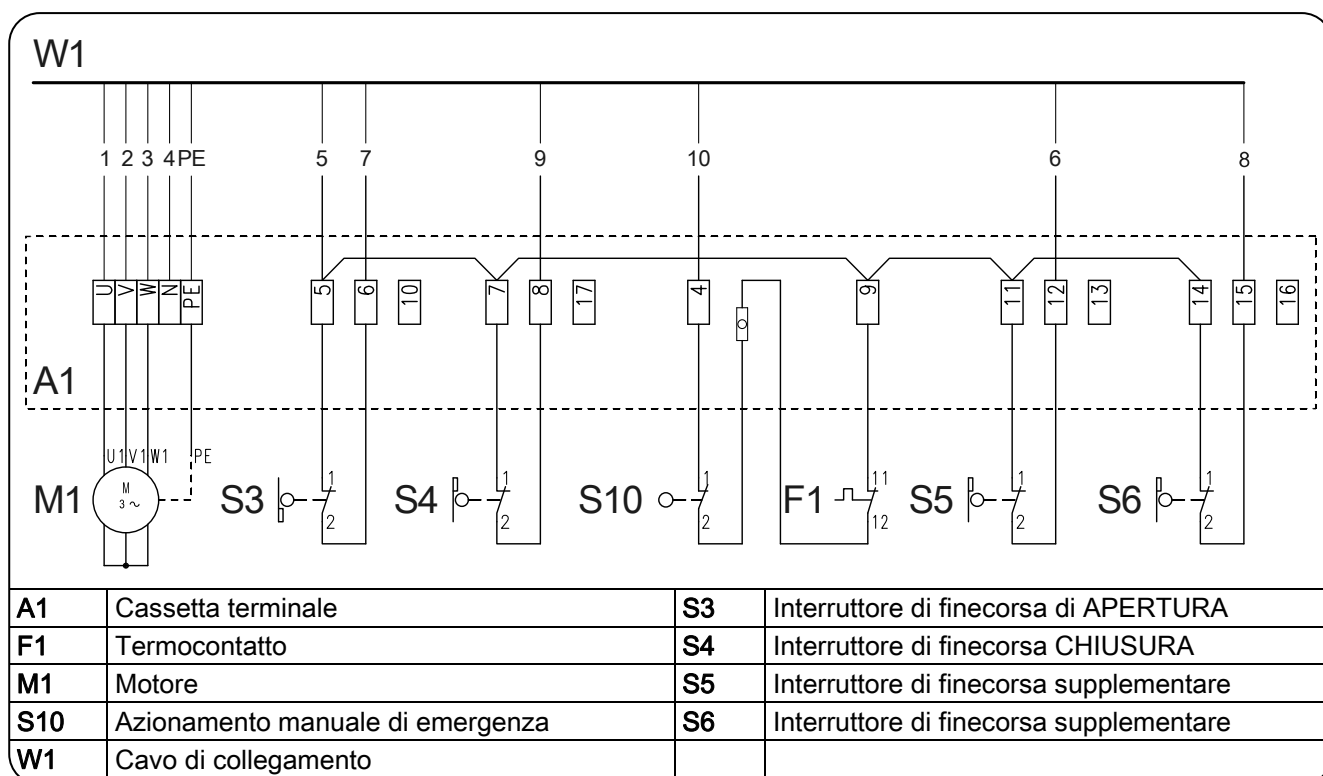 W1
1 2 3 4 PE 5 7 9 10 6 8
U V W N PE 5 6 10 7 8 17 4 9 11 12 13 14 15 16
A1
U1 V1 W1 PE
M1 M 3 ~ S3 1 2 S4 1 2 S10 1 2 F1 11 12 S5 1 2 S6 1 2
A1 Cassetta terminale S3 Interruttore di finecorsa di APERTURA
F1 Termocontatto S4 Interruttore di finecorsa CHIUSURA
M1 Motore S5 Interruttore di finecorsa supplementare
S10 Azionamento manuale di emergenza S6 Interruttore di finecorsa supplementare
W1 Cavo di collegamento